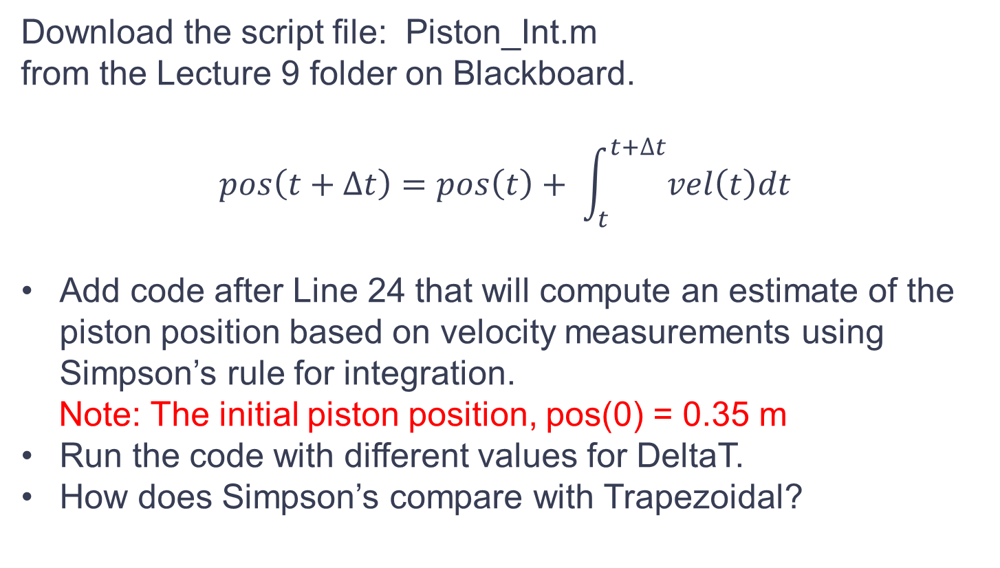 Download the script file:  Piston_Int.m
from the Lecture 9 folder on Blackboard.
pos(t + Δt) = pos(t) + ∫_t^{t+Δt} vel(t)dt
• Add code after Line 24 that will compute an estimate of the
piston position based on velocity measurements using
Simpson’s rule for integration.
Note: The initial piston position, pos(0) = 0.35 m
• Run the code with different values for DeltaT.
• How does Simpson’s compare with Trapezoidal?